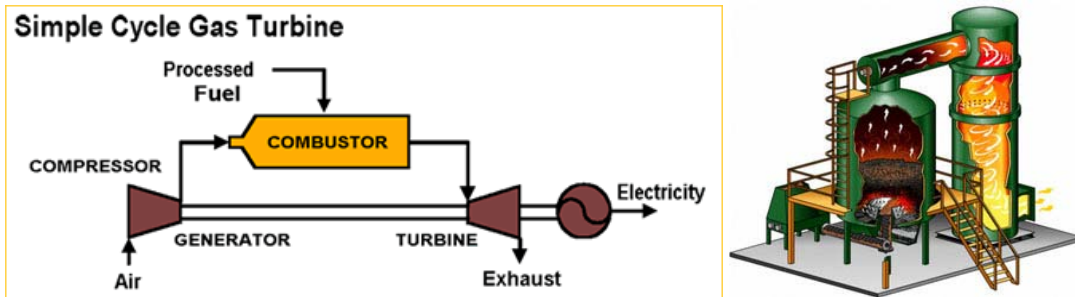 Simple Cycle Gas Turbine
Processed
Fuel
COMBUSTOR
COMPRESSOR
Electricity
GENERATOR
TURBINE
Air
Exhaust